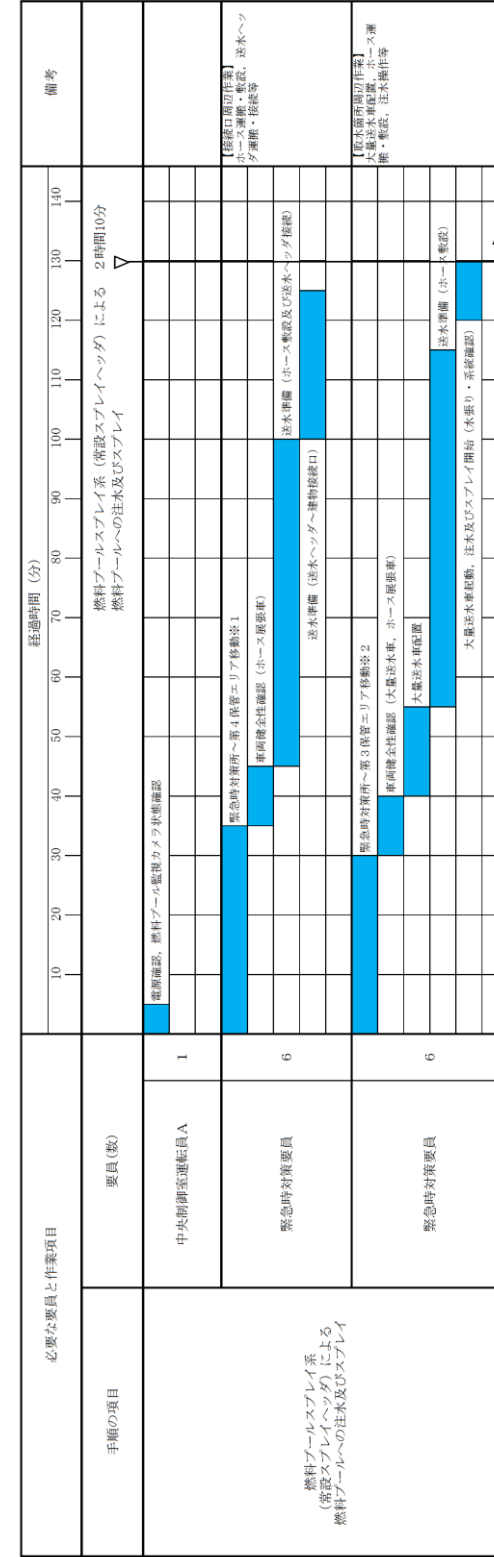 必要な要員と作業項目
経過時間 (分)
備考
手順の項目
要員(数)
10 20 30 40 50 60 70 80 90 100 110 120 130 140
燃料プールスプレイ系 (常設スプレイヘッダ) による 2時間10分
燃料プールへの注水及びスプレイ
▽
燃料プールスプレイ系
(常設スプレイヘッダ) による
燃料プールへの注水及びスプレイ
中央制御室運転員A
1
電源確認, 燃料プール監視カメラ状態確認
緊急時対策要員
6
緊急時対策所~第4保管エリア移動※1
車両健全性確認 (ホース展張車)
送水準備 (ホース敷設及び送水ヘッダ接続)
送水準備 (送水ヘッダ~建物接続口)
【接続口周辺作業】
ホース運搬・敷設, 送水ヘッ
ダ運搬・接続等
緊急時対策要員
6
緊急時対策所~第3保管エリア移動※2
車両健全性確認 (大量送水車, ホース展張車)
大量送水車配置
送水準備 (ホース敷設)
大量送水車起動, 注水及びスプレイ開始 (水張り・系統確認)
【取水箇所周辺作業】
大量送水車配置, ホース運
搬・敷設, 注水操作等